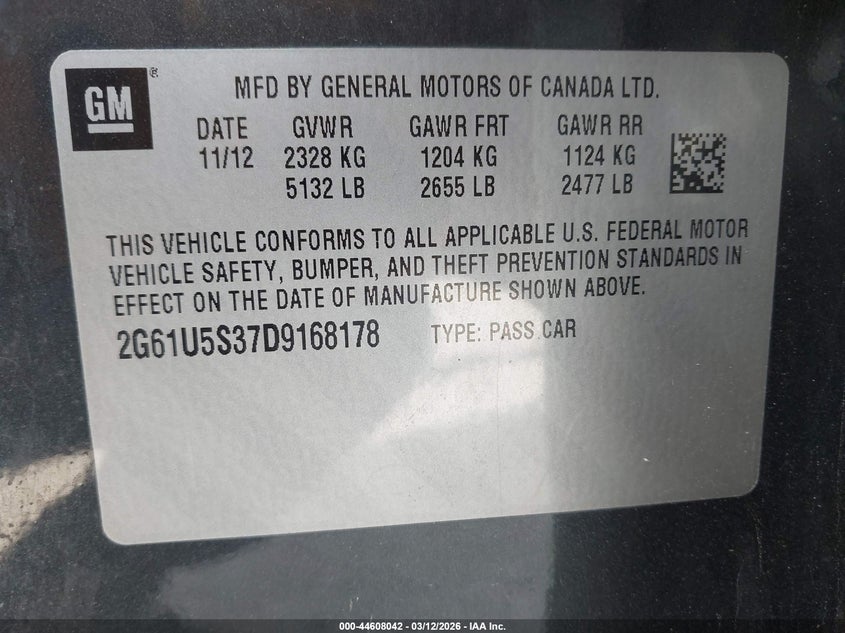 GM®
MFD BY GENERAL MOTORS OF CANADA LTD.
DATE GVWR GAWR FRT GAWR RR
11/12 2328 KG 1204 KG 1124 KG
5132 LB 2655 LB 2477 LB
THIS VEHICLE CONFORMS TO ALL APPLICABLE U.S. FEDERAL MOTOR
VEHICLE SAFETY, BUMPER, AND THEFT PREVENTION STANDARDS IN
EFFECT ON THE DATE OF MANUFACTURE SHOWN ABOVE.
2G61U5S37D9168178 TYPE: PASS CAR
000-44608042 - 03/12/2026 - IAA Inc.